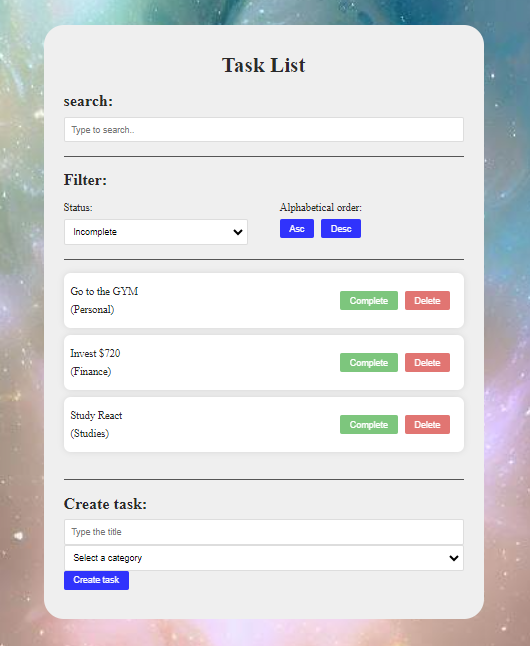 Task List
search:
Type to search..
Filter:
Status:
Alphabetical order:
Incomplete
Asc
Desc
Go to the GYM
(Personal)
Complete
Delete
Invest $720
(Finance)
Complete
Delete
Study React
(Studies)
Complete
Delete
Create task:
Type the title
Select a category
Create task